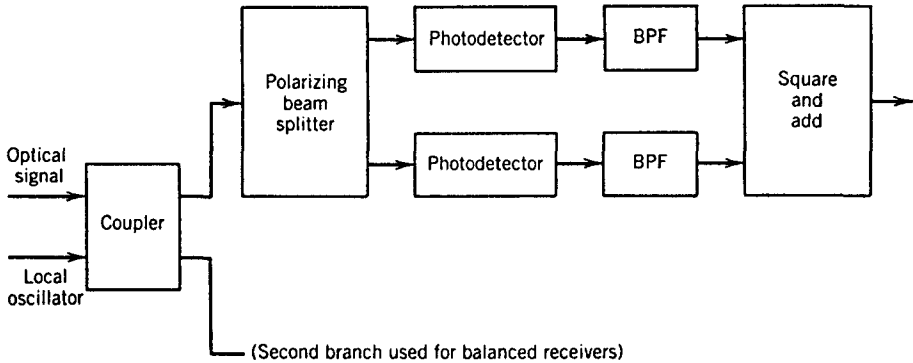 Photodetector
BPF
Polarizing
beam
splitter
Square
and
add
Photodetector
BPF
Optical
signal
Coupler
Local
oscillator
(Second branch used for balanced receivers)